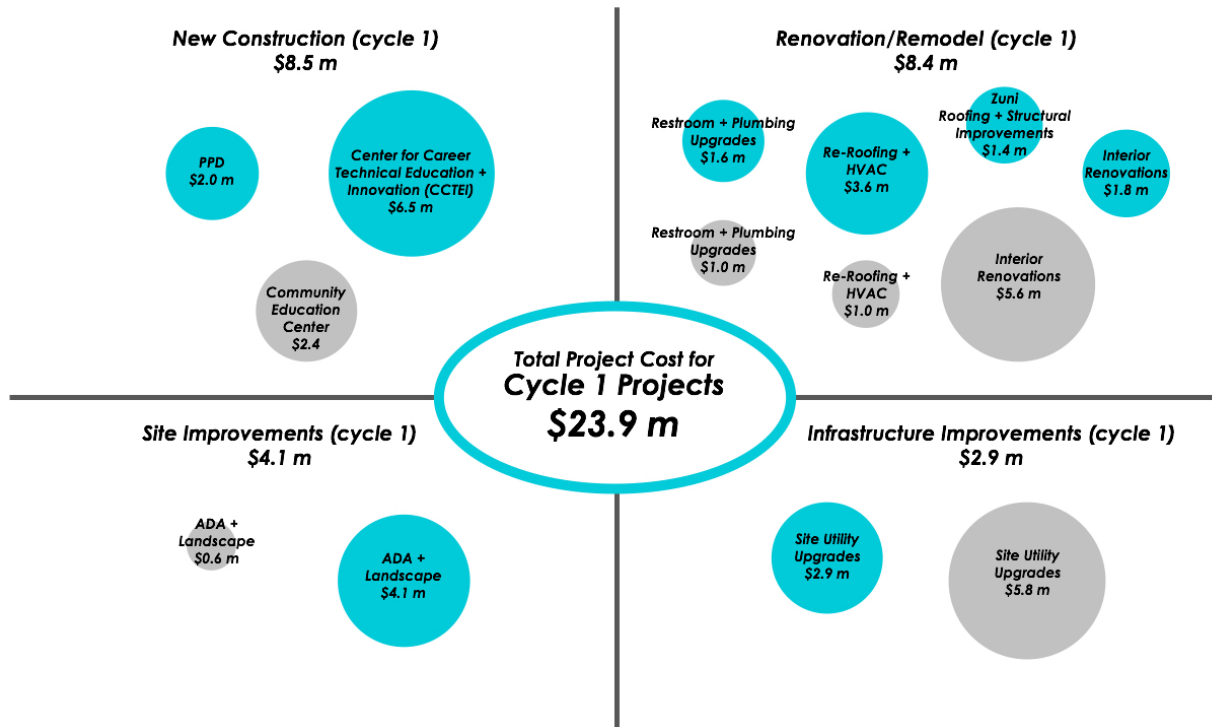 New Construction (cycle 1)
$8.5 m
PPD
$2.0 m
Center for Career
Technical Education +
Innovation (CCTEI)
$6.5 m
Community
Education
Center
$2.4
Renovation/Remodel (cycle 1)
$8.4 m
Restroom + Plumbing
Upgrades
$1.6 m
Re-Roofing +
HVAC
$3.6 m
Zuni
Roofing + Structural
Improvements
$1.4 m
Interior
Renovations
$1.8 m
Restroom + Plumbing
Upgrades
$1.0 m
Re-Roofing +
HVAC
$1.0 m
Interior
Renovations
$5.6 m
Total Project Cost for
Cycle 1 Projects
$23.9 m
Site Improvements (cycle 1)
$4.1 m
ADA +
Landscape
$0.6 m
ADA +
Landscape
$4.1 m
Infrastructure Improvements (cycle 1)
$2.9 m
Site Utility
Upgrades
$2.9 m
Site Utility
Upgrades
$5.8 m